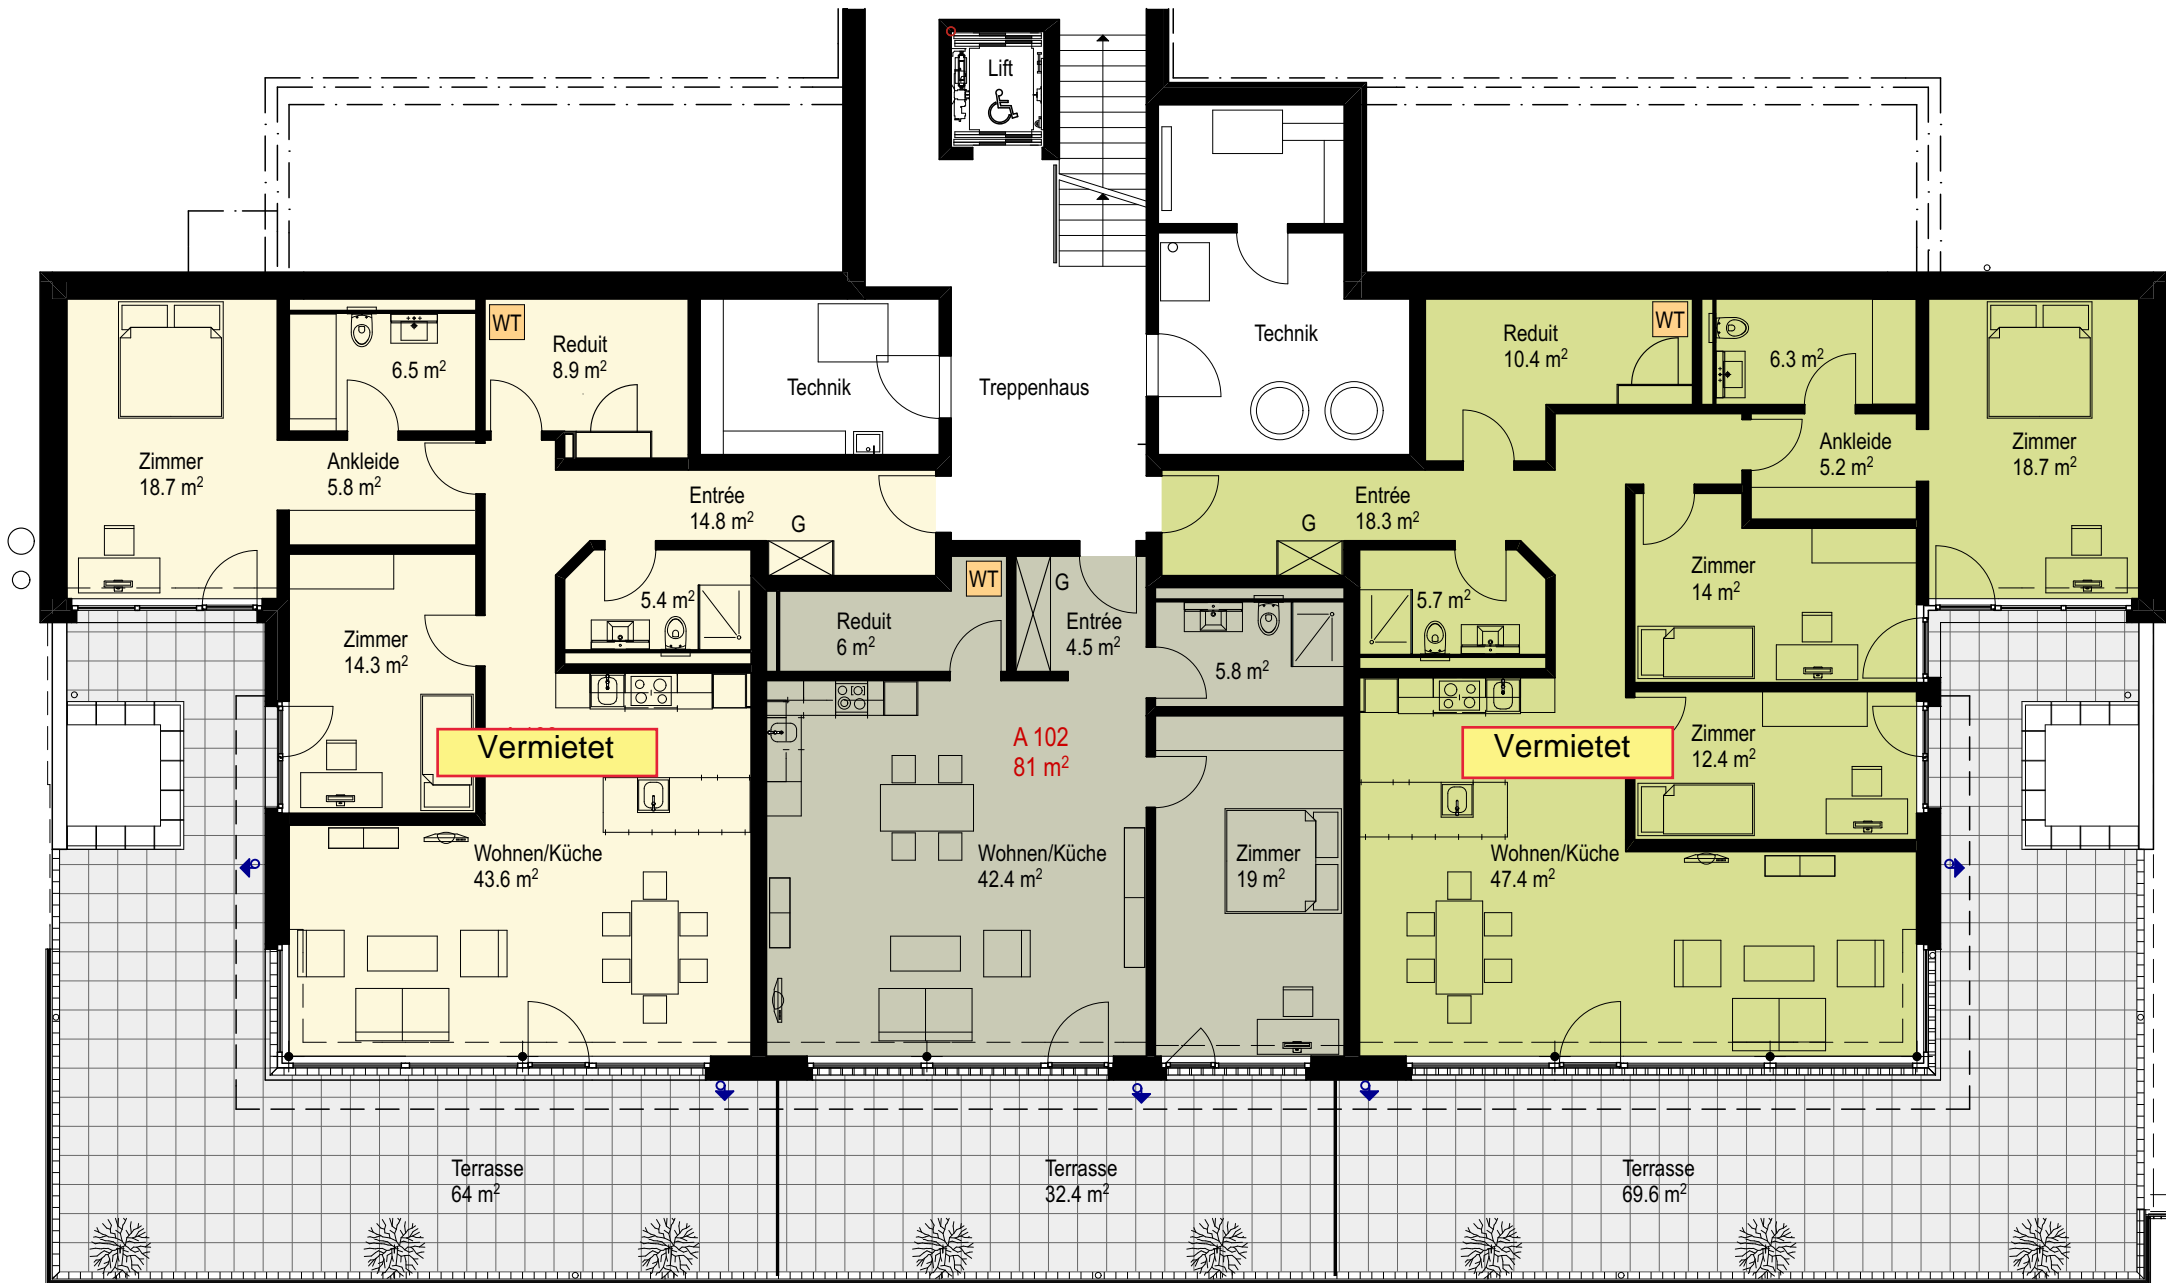 Lift
WT
Reduit
8.9 m²
6.5 m²
Technik
Treppenhaus
Technik
Reduit
10.4 m²
WT
6.3 m²
Zimmer
18.7 m²
Ankleide
5.8 m²
Entrée
14.8 m²
G
Entrée
18.3 m²
G
Ankleide
5.2 m²
Zimmer
18.7 m²
Zimmer
14.3 m²
5.4 m²
WT
Reduit
6 m²
G
Entrée
4.5 m²
5.8 m²
5.7 m²
Zimmer
14 m²
Vermietet
A 102
81 m²
Vermietet
Zimmer
12.4 m²
Wohnen/Küche
43.6 m²
Wohnen/Küche
42.4 m²
Zimmer
19 m²
Wohnen/Küche
47.4 m²
Terrasse
64 m²
Terrasse
32.4 m²
Terrasse
69.6 m²